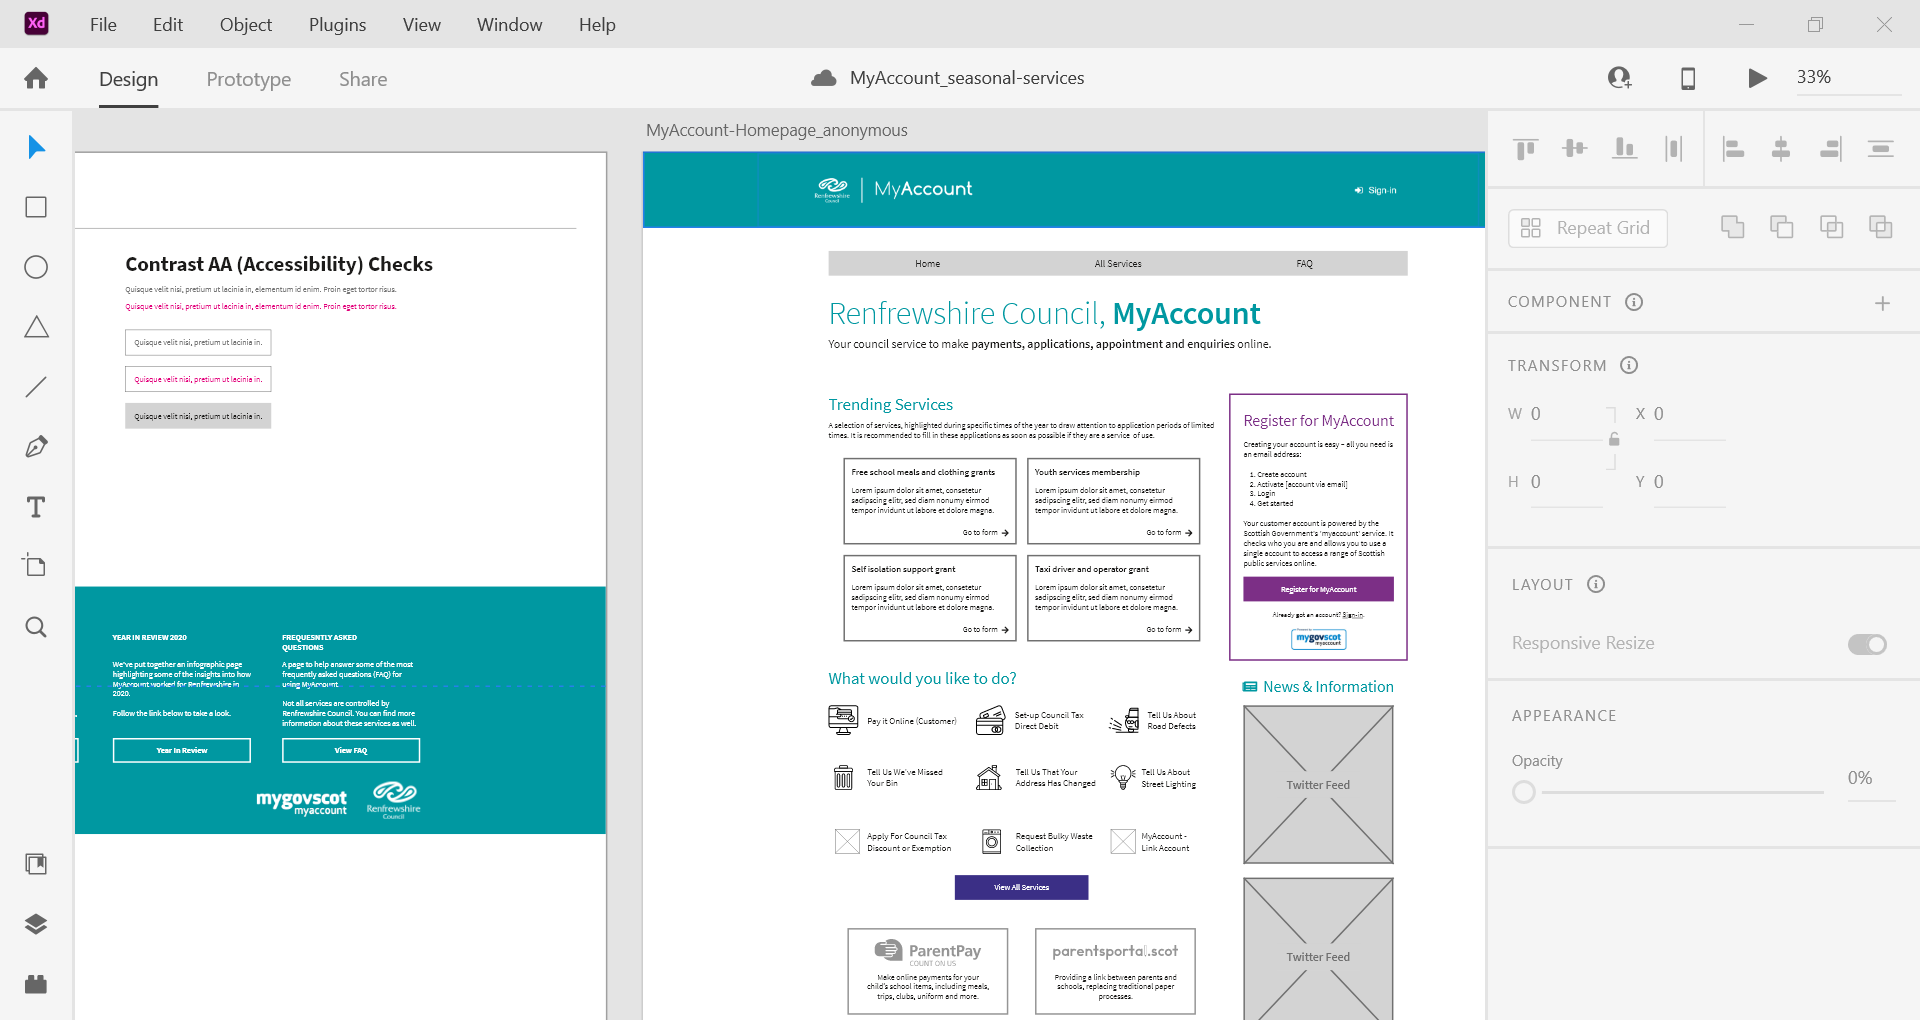 Xd File Edit Object Plugins View Window Help
Design Prototype Share
MyAccount_seasonal-services
33%
MyAccount-Homepage_anonymous
Contrast AA (Accessibility) Checks
Quisque velit nisi, pretium ut lacinia in, elementum id enim. Proin eget tortor risus.
Quisque velit nisi, pretium ut lacinia in, elementum id enim. Proin eget tortor risus.
Quisque velit nisi, pretium ut lacinia in.
Quisque velit nisi, pretium ut lacinia in.
Quisque velit nisi, pretium ut lacinia in.
YEAR IN REVIEW 2020
We've put together an infographic page
highlighting some of the insights into how
MyAccount worked for Renfrewshire in
2020.
Follow the link below to take a look.
Year In Review
FREQUESNTLY ASKED
QUESTIONS
A page to help answer some of the most
frequently asked questions (FAQ) for
using MyAccount.
Not all services are controlled by
Renfrewshire Council. You can find more
information about these services as well.
View FAQ
mygovscot
myaccount
Renfrewshire
Council
Renfrewshire
Council
MyAccount
Sign-in
Home All Services FAQ
Renfrewshire Council, MyAccount
Your council service to make payments, applications, appointment and enquiries online.
Trending Services
A selection of services, highlighted during specific times of the year to draw attention to application periods of limited
times. It is recommended to fill in these applications as soon as possible if they are a service of use.
Free school meals and clothing grants
Lorem ipsum dolor sit amet, consetetur
sadipscing elitr, sed diam nonumy eirmod
tempor invidunt ut labore et dolore magna.
Go to form
Youth services membership
Lorem ipsum dolor sit amet, consetetur
sadipscing elitr, sed diam nonumy eirmod
tempor invidunt ut labore et dolore magna.
Go to form
Self isolation support grant
Lorem ipsum dolor sit amet, consetetur
sadipscing elitr, sed diam nonumy eirmod
tempor invidunt ut labore et dolore magna.
Go to form
Taxi driver and operator grant
Lorem ipsum dolor sit amet, consetetur
sadipscing elitr, sed diam nonumy eirmod
tempor invidunt ut labore et dolore magna.
Go to form
Register for MyAccount
Creating your account is easy – all you need is
an email address:
1. Create account
2. Activate [account via email]
3. Login
4. Get started
Your customer account is powered by the
Scottish Government's 'myaccount' service. It
checks who you are and allows you to use a
single account to access a range of Scottish
public services online.
Register for MyAccount
Already got an account? Sign-in.
mygovscot
myaccount
What would you like to do?
Pay it Online (Customer)
Set-up Council Tax
Direct Debit
Tell Us About
Road Defects
Tell Us We've Missed
Your Bin
Tell Us That Your
Address Has Changed
Tell Us About
Street Lighting
Apply For Council Tax
Discount or Exemption
Request Bulky Waste
Collection
MyAccount -
Link Account
View All Services
ParentPay
COUNT ON US
Make online payments for your
child's school items, including meals,
trips, clubs, uniform and more.
parentsportal.scot
Providing a link between parents and
schools, replacing traditional paper
processes.
News & Information
Twitter Feed
Twitter Feed
Repeat Grid
COMPONENT
TRANSFORM
W 0 X 0
H 0 Y 0
LAYOUT
Responsive Resize
APPEARANCE
Opacity
0%